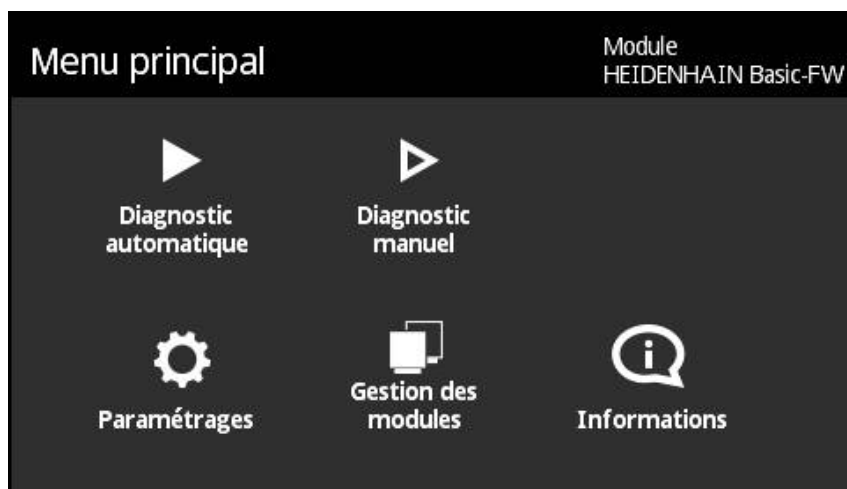 Menu principal
Module
HEIDENHAIN Basic-FW
Diagnostic
automatique
Diagnostic
manuel
Paramétrages
Gestion des
modules
Informations